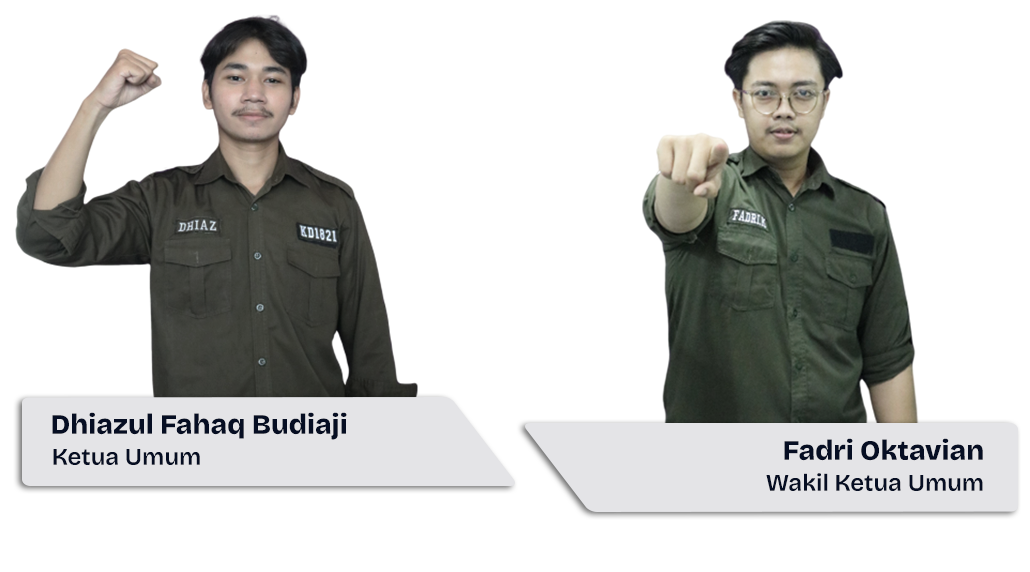 DHIAZ
KD1821
FADRIK
Dhiazul Fahaq Budiaji
Ketua Umum
Fadri Oktavian
Wakil Ketua Umum